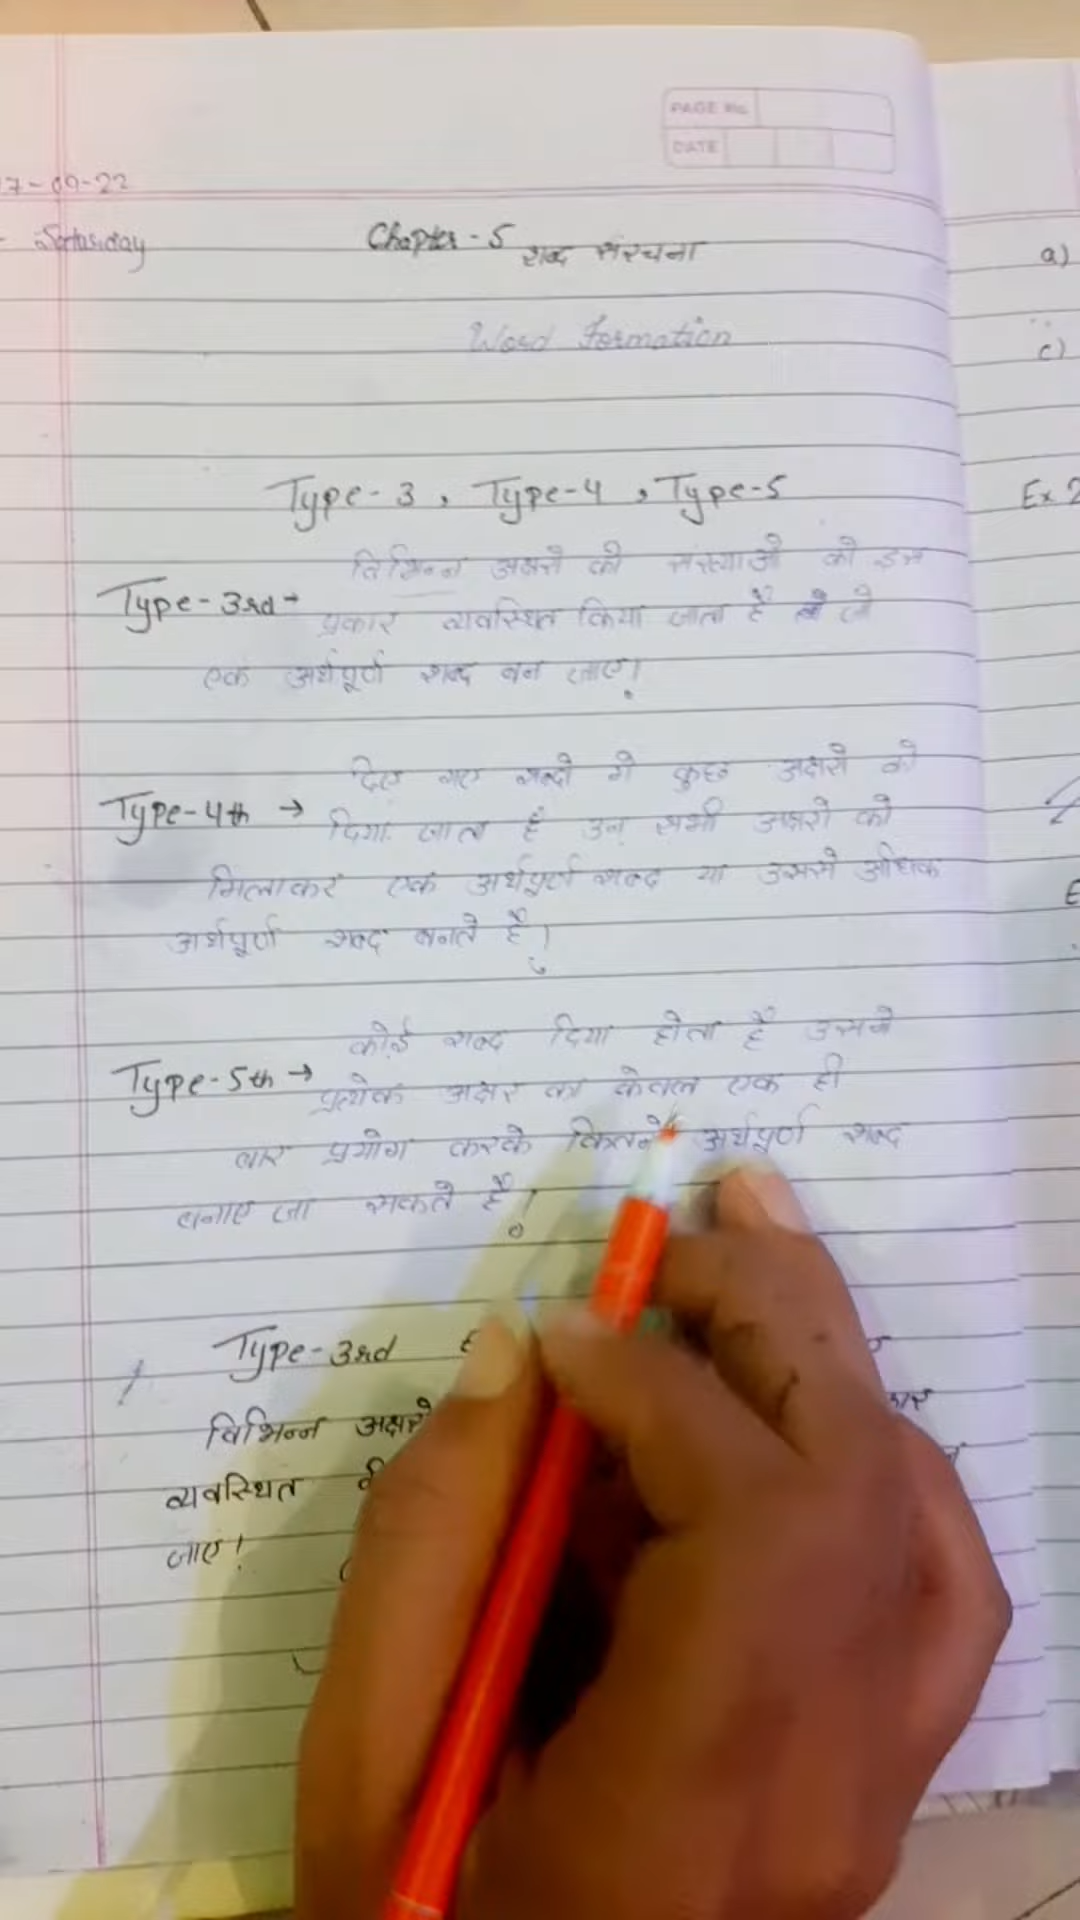 PAGE No.
DATE
7-09-22
Saturday
Chapter-5 शब्द संरचना
Word Formation
a)
c)
Type-3, Type-4, Type-5
Ex 2
विभिन्न अक्षरो की संख्याओ को इस
Type-3rd → प्रकार व्यवस्थित किया जाता है जो
एक अर्थपूर्ण शब्द बन जाए!
दिए गए शब्दो मे कुछ अक्षरो को
Type-4th → दिया जाता है उन सभी अक्षरो को
मिलाकर एक अर्थपूर्ण शब्द या उससे अधिक
अर्थपूर्ण शब्द बनते है!
कोई शब्द दिया होता है उसके
Type-5th → प्रत्येक अक्षर का केवल एक ही
बार प्रयोग करके कितने अर्थपूर्ण शब्द
बनाए जा सकते है!
Type-3rd
विभिन्न अक्षरो
व्यवस्थित
जाए!